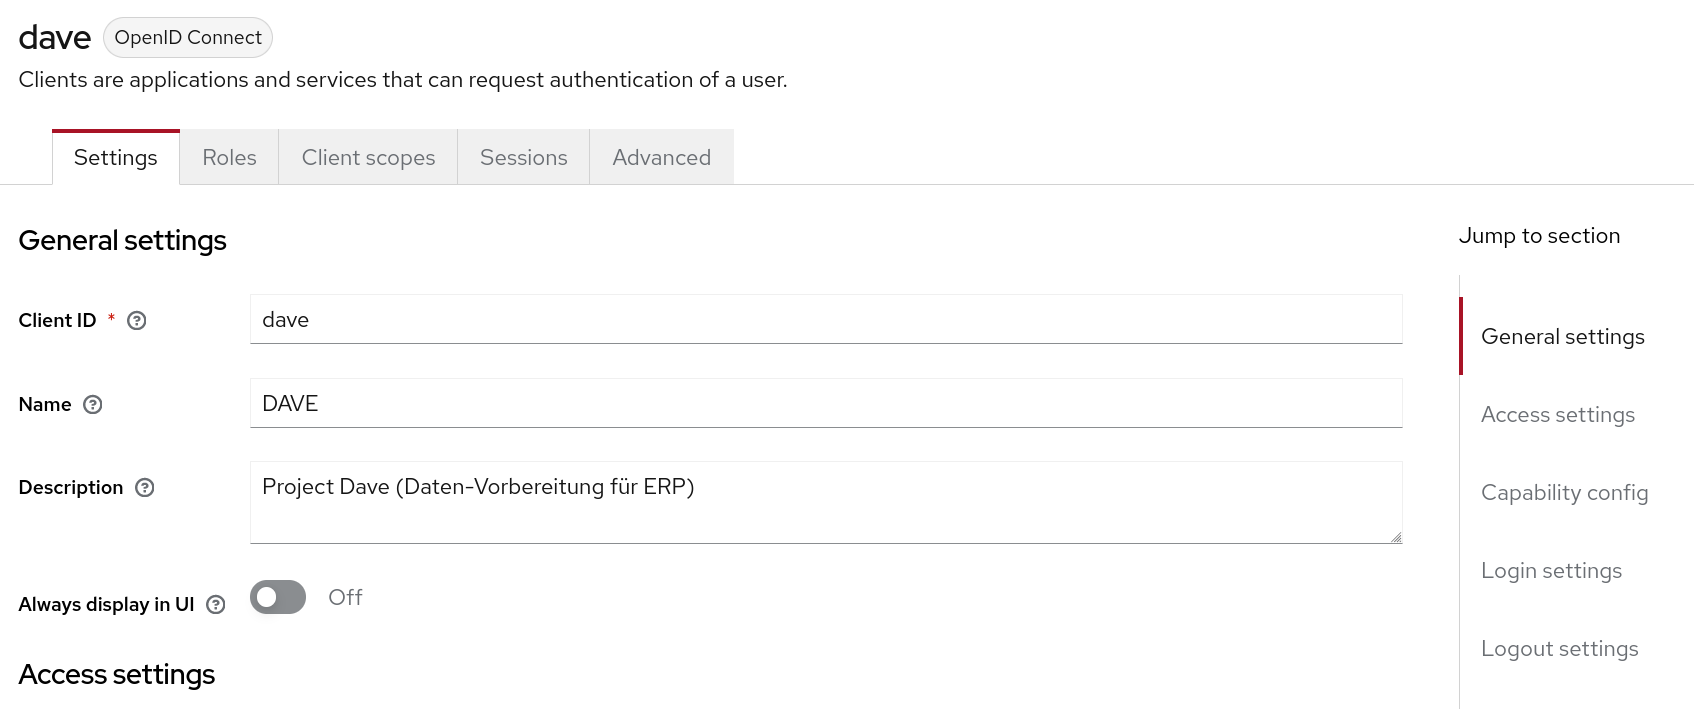 dave OpenID Connect
Clients are applications and services that can request authentication of a user.
Settings Roles Client scopes Sessions Advanced
General settings
Client ID * dave
Name DAVE
Description Project Dave (Daten-Vorbereitung für ERP)
Always display in UI Off
Access settings
Jump to section
General settings
Access settings
Capability config
Login settings
Logout settings